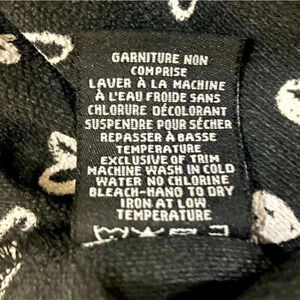 GARNITURE NON
COMPRISE
LAVER À LA MACHINE
À L'EAU FROIDE SANS
CHLORURE DÉCOLORANT
SUSPENDRE POUR SÉCHER
REPASSER À BASSE
TEMPERATURE
EXCLUSIVE OF TRIM
MACHINE WASH IN COLD
WATER NO CHLORINE
BLEACH-HAND TO DRY
IRON AT LOW
TEMPERATURE